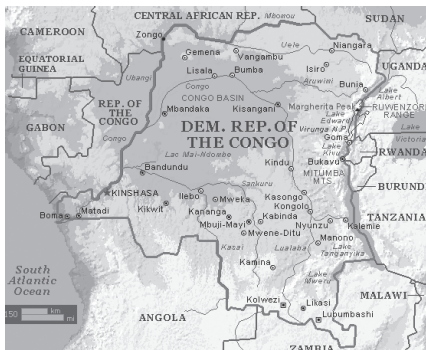 CENTRAL AFRICAN REP.
Mbomou
SUDAN
CAMEROON
Zongo
Uele
Niangara
Gemena
Yangambu
EQUATORIAL
GUINEA
Ubangi
Isiro
UGANDA
Lisala
Bumba
Aruwimi
Congo
Bunia
Lake
Albert
REP. OF
THE CONGO
CONGO BASIN
Mbandaka
Kisangani
Margherita Peak
RUWENZORI
RANGE
Lake
Edward
Virunga N.P.
GABON
DEM. REP. OF
THE CONGO
Congo
Goma
Lake
Victoria
Lake
Kivu
RWANDA
Lac Mai-Ndombe
Bandundu
Kindu
Bukavu
MITUMBA
MTS.
BURUND
Sankuru
KINSHASA
Ilebo
Mweka
Kasongo
Kongolo
TANZANIA
Boma
Matadi
Kikwit
Kananga
Kabinda
Mbuji-Mayi
Nyunzu
Kalemie
Mwene-Ditu
Manono
Kasai
Lualaba
Lake
Tanganyika
Kamina
South
Atlantic
Ocean
Lake
Mweru
MALAWI
Kolwezi
Likasi
150
km
mi
ANGOLA
Lubumbashi
ZAMBIA